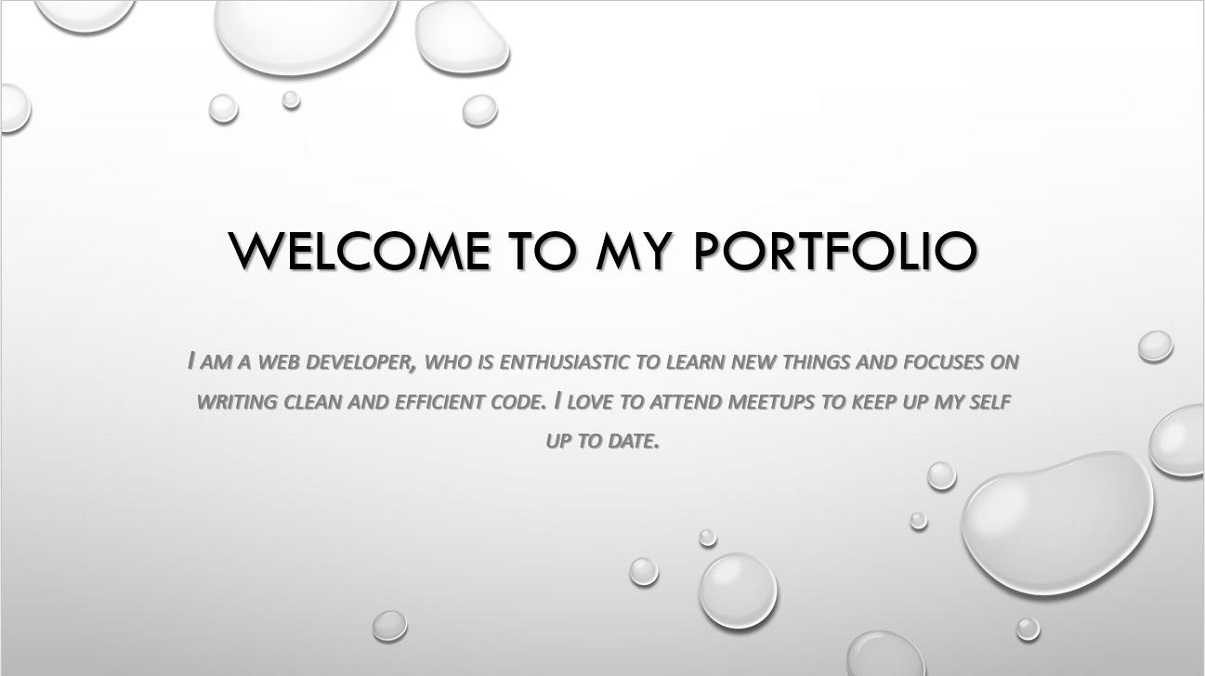 WELCOME TO MY PORTFOLIO
I AM A WEB DEVELOPER, WHO IS ENTHUSIASTIC TO LEARN NEW THINGS AND FOCUSES ON
WRITING CLEAN AND EFFICIENT CODE. I LOVE TO ATTEND MEETUPS TO KEEP UP MY SELF
UP TO DATE.